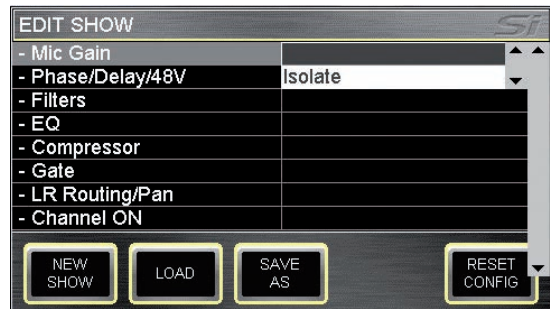 EDIT SHOW Si
- Mic Gain
- Phase/Delay/48V Isolate
- Filters
- EQ
- Compressor
- Gate
- LR Routing/Pan
- Channel ON
NEW SHOW LOAD SAVE AS RESET CONFIG